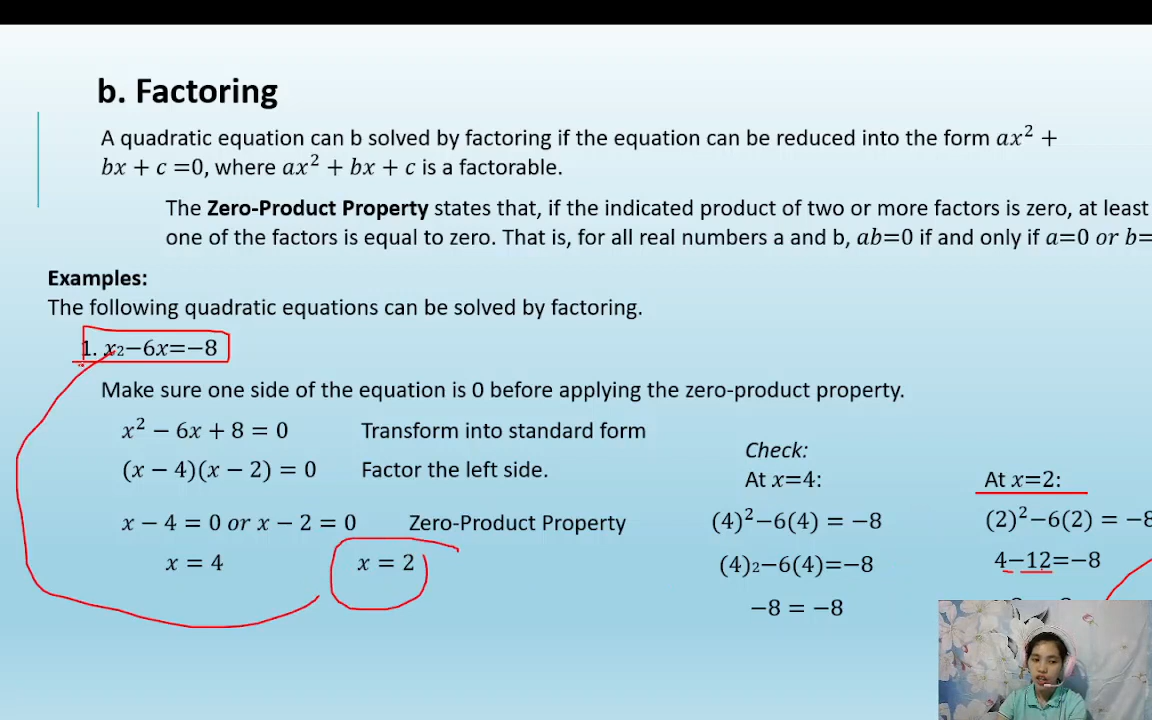 b. Factoring
A quadratic equation can b solved by factoring if the equation can be reduced into the form 𝑎𝑥² +
𝑏𝑥 + 𝑐 =0, where 𝑎𝑥² + 𝑏𝑥 + 𝑐 is a factorable.
The Zero-Product Property states that, if the indicated product of two or more factors is zero, at least
one of the factors is equal to zero. That is, for all real numbers a and b, 𝑎𝑏=0 if and only if 𝑎=0 𝑜𝑟 𝑏=
Examples:
The following quadratic equations can be solved by factoring.
1. 𝑥2−6𝑥=−8
Make sure one side of the equation is 0 before applying the zero-product property.
𝑥² − 6𝑥 + 8 = 0 Transform into standard form
(𝑥 − 4)(𝑥 − 2) = 0 Factor the left side.
𝑥 − 4 = 0 𝑜𝑟 𝑥 − 2 = 0 Zero-Product Property
𝑥 = 4 𝑥 = 2
Check:
At 𝑥=4:
(4)²−6(4) = −8
(4)2−6(4)=−8
−8 = −8
At 𝑥=2:
(2)²−6(2) = −8
4−12=−8